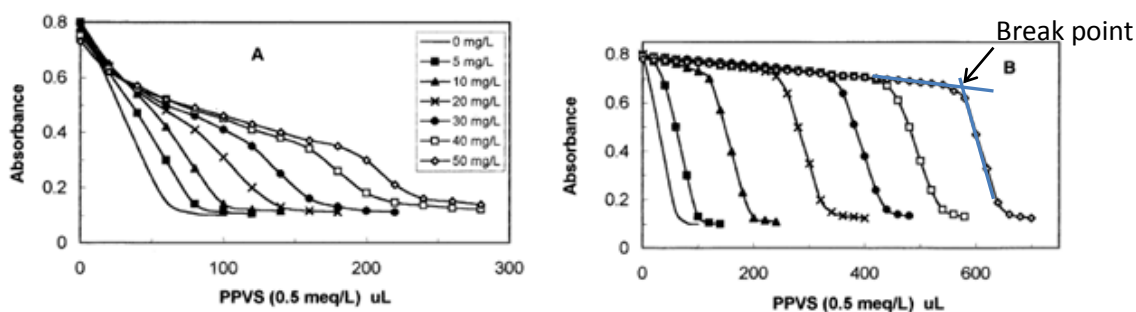 0.8
0.6
0.4
0.2
0
Absorbance
A
0 mg/L
5 mg/L
10 mg/L
20 mg/L
30 mg/L
40 mg/L
50 mg/L
0
100
200
300
PPVS (0.5 meq/L) uL
Break point
0.8
0.6
0.4
0.2
0
Absorbance
B
0
200
400
600
PPVS (0.5 meq/L) uL